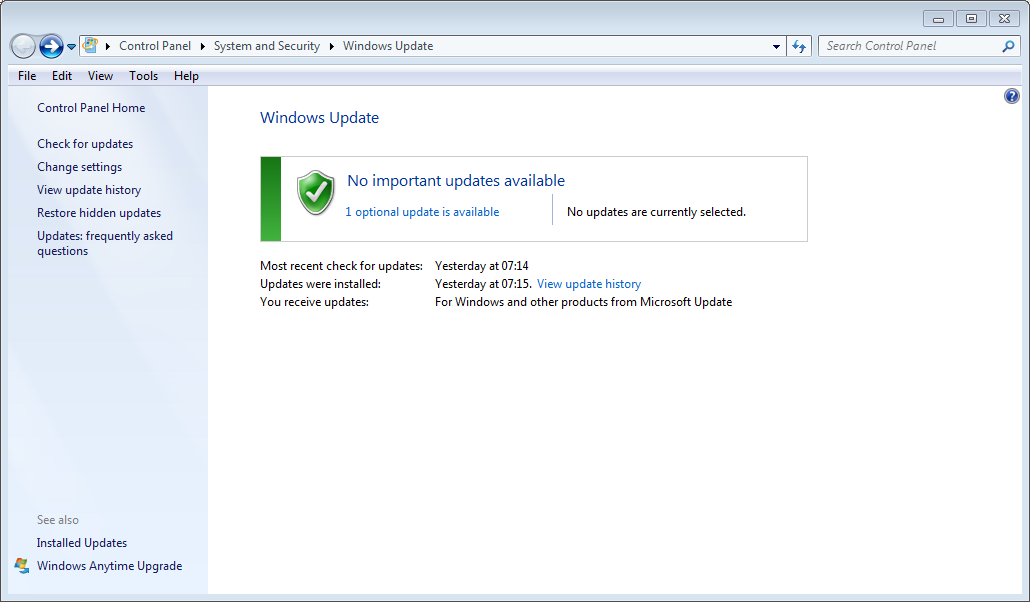 Control Panel System and Security Windows Update
Search Control Panel
File Edit View Tools Help
Control Panel Home
Check for updates
Change settings
View update history
Restore hidden updates
Updates: frequently asked
questions
See also
Installed Updates
Windows Anytime Upgrade
Windows Update
No important updates available
1 optional update is available
No updates are currently selected.
Most recent check for updates: Yesterday at 07:14
Updates were installed: Yesterday at 07:15. View update history
You receive updates: For Windows and other products from Microsoft Update